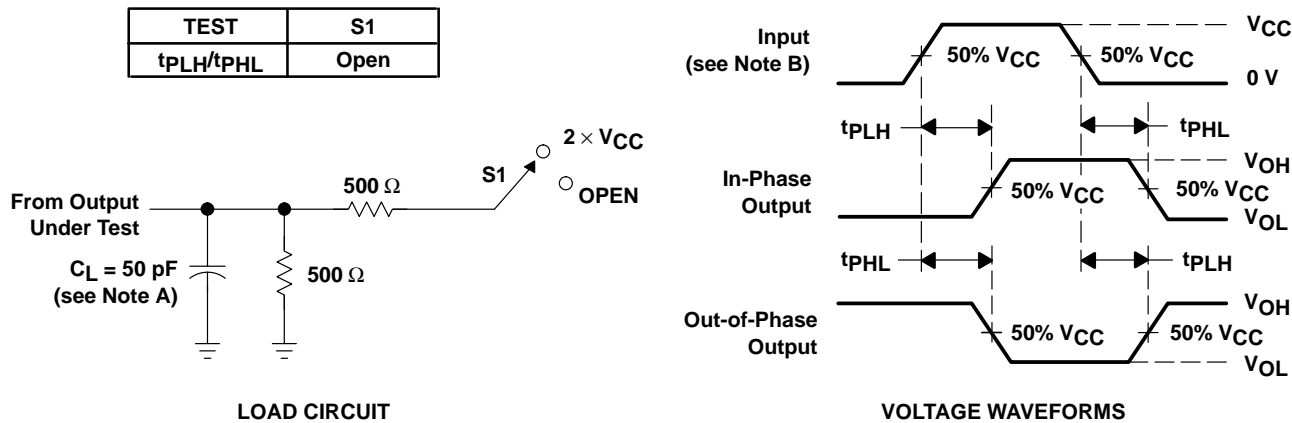 TEST S1
tPLH/tPHL Open
2 × VCC
S1
OPEN
500 Ω
From Output
Under Test
CL = 50 pF
(see Note A)
500 Ω
LOAD CIRCUIT
Input
(see Note B)
50% VCC
50% VCC
VCC
0 V
tPLH
tPHL
In-Phase
Output
50% VCC
50% VCC
VOH
VOL
tPHL
tPLH
Out-of-Phase
Output
50% VCC
50% VCC
VOH
VOL
VOLTAGE WAVEFORMS